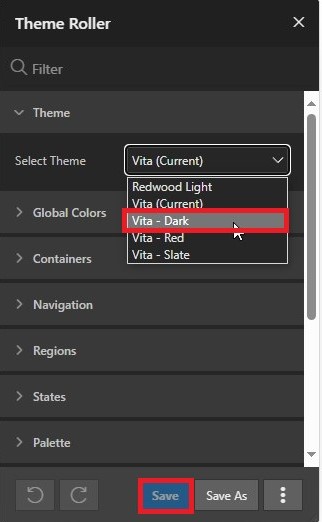 Theme Roller
Filter
Theme
Select Theme Vita (Current)
Redwood Light
Vita (Current)
Vita - Dark
Vita - Red
Vita - Slate
Global Colors
Containers
Navigation
Regions
States
Palette
Save Save As